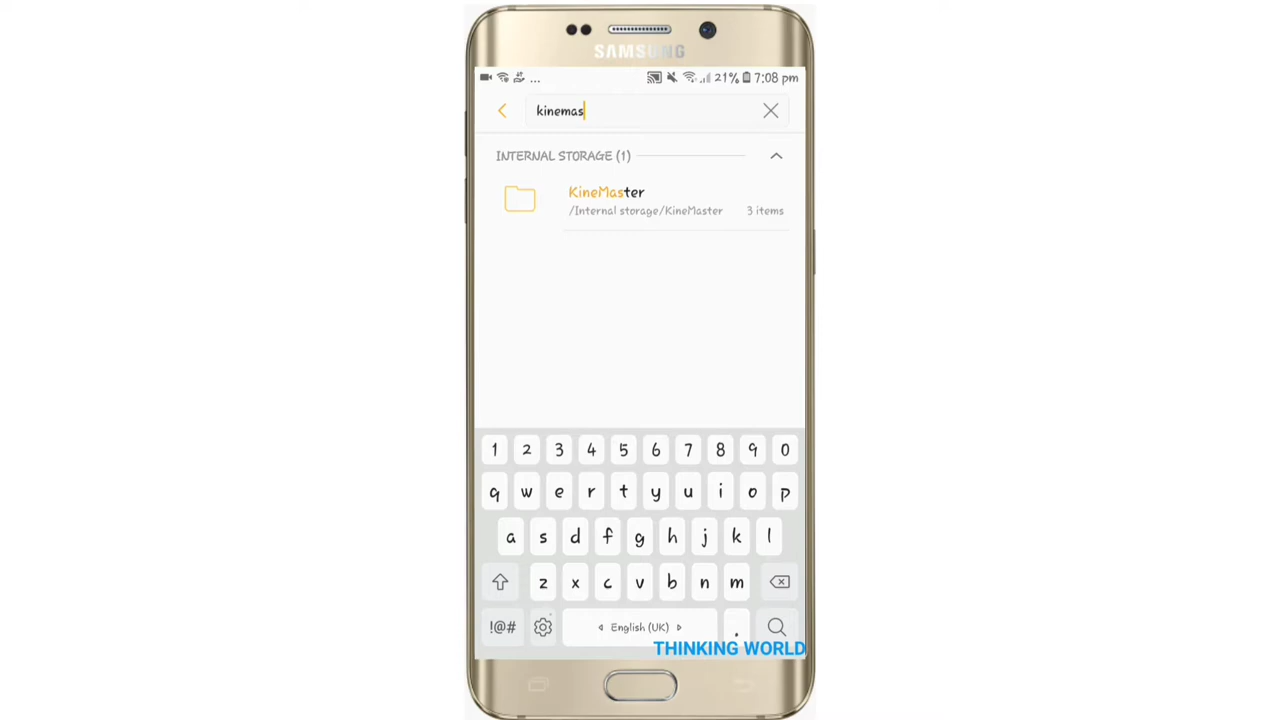 SAMSUNG
... 21% 7:08 pm
kinemas
INTERNAL STORAGE (1)
KineMaster
/Internal storage/KineMaster 3 items
1 2 3 4 5 6 7 8 9 0
q w e r t y u i o p
a s d f g h j k l
z x c v b n m
!@# English (UK) .
THINKING WORLD